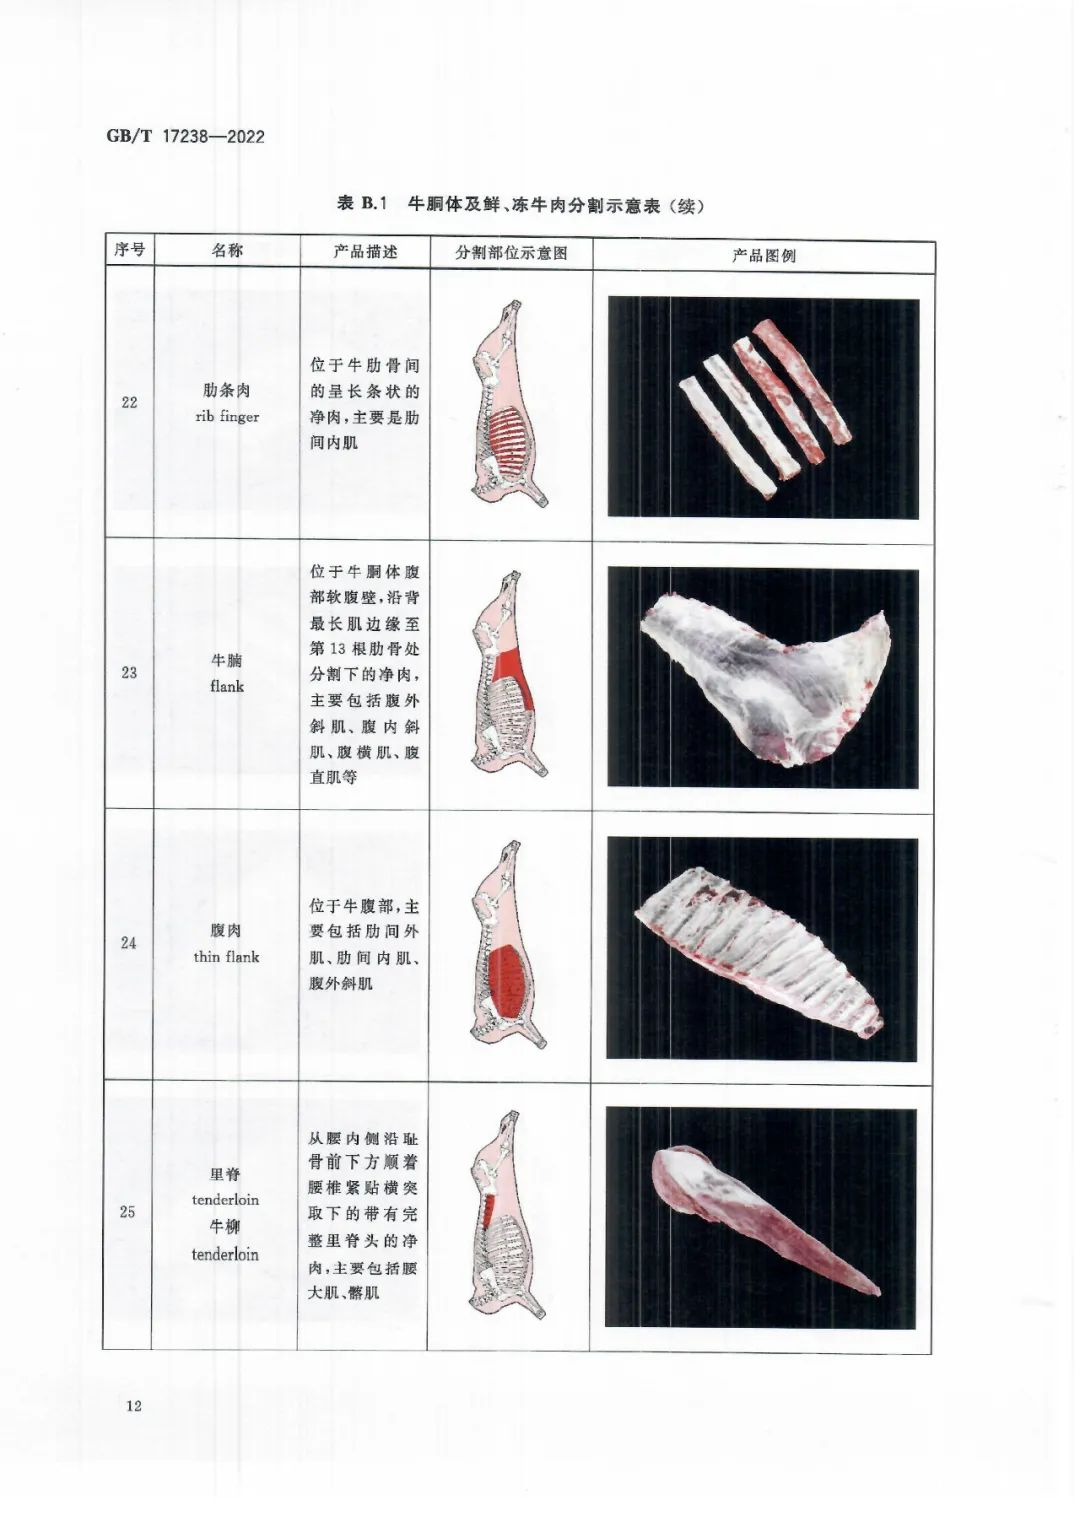 GB/T 17238—2022
表 B.1 牛胴体及鲜、冻牛肉分割示意表（续）
序号 名称 产品描述 分割部位示意图 产品图例
22
肋条肉
rib finger
位于牛肋骨间
的呈长条状的
净肉,主要是肋
间内肌
23
牛腩
flank
位于牛胴体腹
部软腹壁,沿背
最长肌边缘至
第 13 根肋骨处
分割下的净肉,
主要包括腹外
斜肌、腹内斜
肌、腹横肌、腹
直肌等
24
腹肉
thin flank
位于牛腹部,主
要包括肋间外
肌、肋间内肌、
腹外斜肌
25
里脊
tenderloin
牛柳
tenderloin
从腰内侧沿耻
骨前下方顺着
腰椎紧贴横突
取下的带有完
整里脊头的净
肉,主要包括腰
大肌、髂肌
12